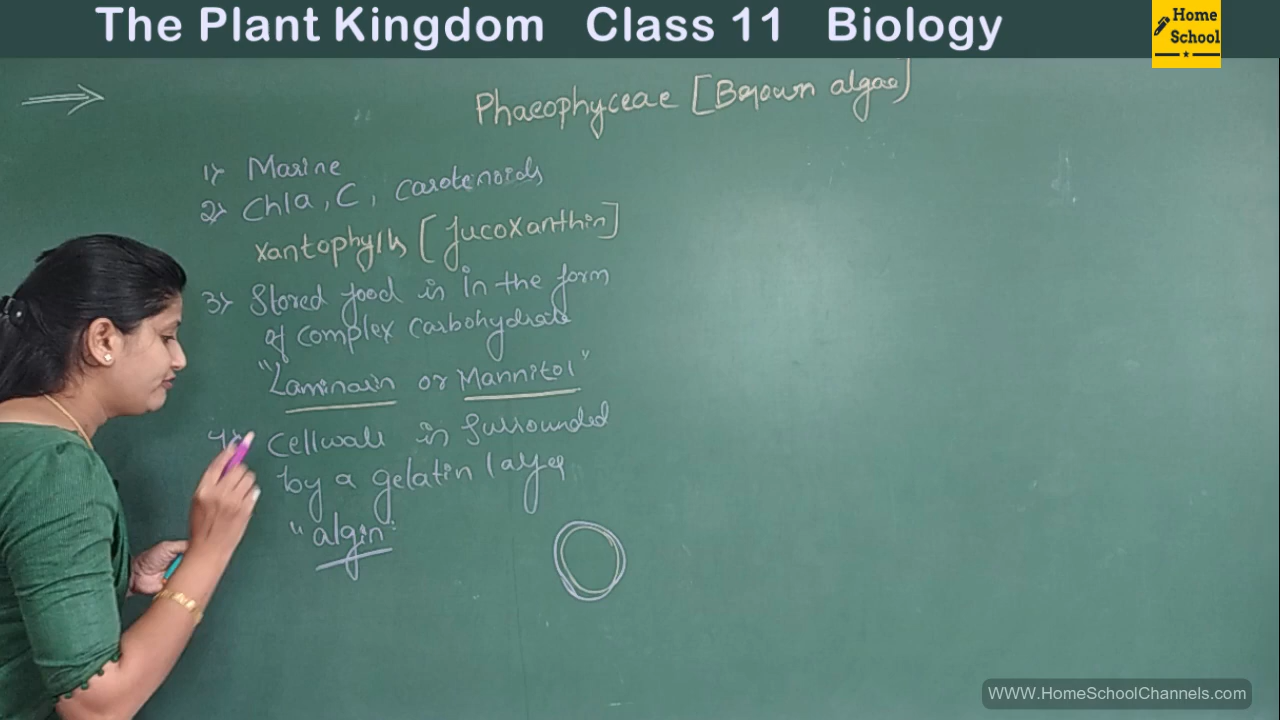 The Plant Kingdom Class 11 Biology
Home
School
Phaeophyceae [Brown algae]
1) Marine
2) Chla, C, carotenoids
xantophylls [fucoxanthin]
3) Stored food is in the form
of complex carbohydrate
"Laminarin or Mannitol"
4) Cellwall is surrounded
by a gelatin layer
"algin"
WWW.HomeSchoolChannels.com